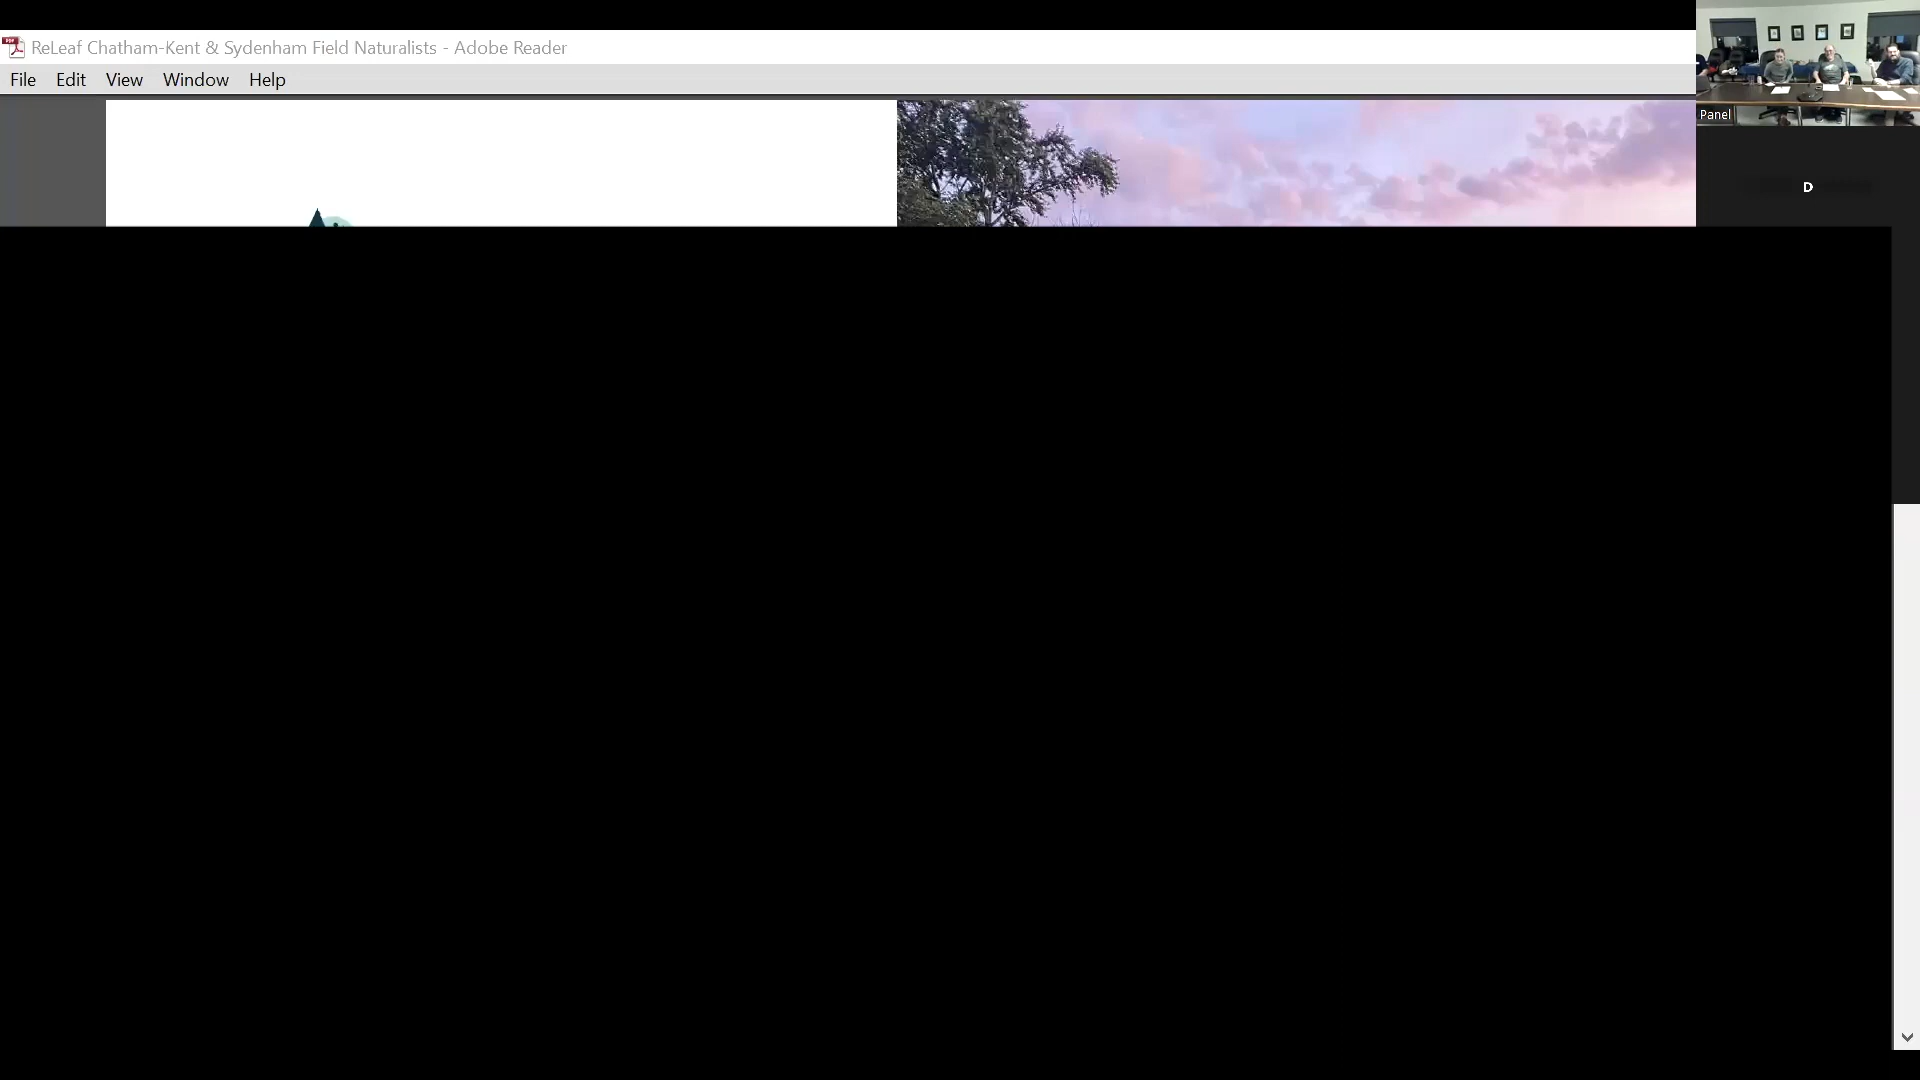 ReLeaf Chatham-Kent & Sydenham Field Naturalists - Adobe Reader
File Edit View Window Help
Panel
D